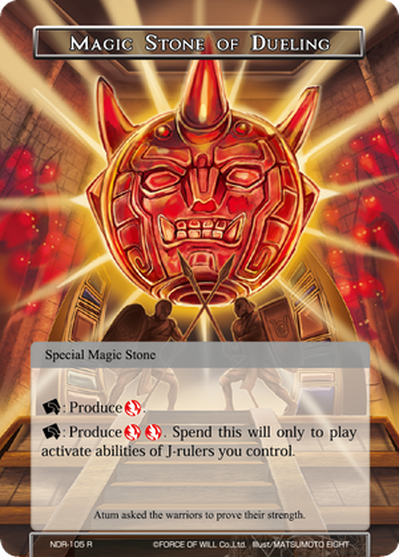 Magic Stone of Dueling
Special Magic Stone
: Produce .
: Produce . Spend this will only to play
activate abilities of J-rulers you control.
Atum asked the warriors to prove their strength.
NDR-105 R ©FORCE OF WILL Co.,Ltd. Illust/MATSUMOTO EIGHT